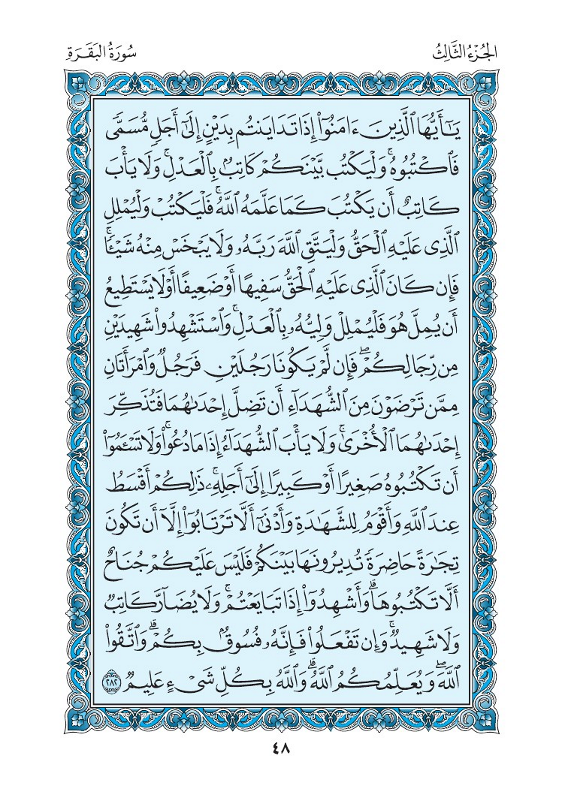 الجُزْءُ الثَّالِثُ
سُورَةُ البَقَرَةِ
يَٰٓأَيُّهَا ٱلَّذِينَ ءَامَنُوٓاْ إِذَا تَدَايَنتُم بِدَيْنٍ إِلَىٰٓ أَجَلٍ مُّسَمًّى
فَٱكْتُبُوهُۚ وَلْيَكْتُب بَّيْنَكُمْ كَاتِبُۢ بِٱلْعَدْلِۚ وَلَا يَأْبَ
كَاتِبٌ أَن يَكْتُبَ كَمَا عَلَّمَهُ ٱللَّهُۚ فَلْيَكْتُبْ وَلْيُمْلِلِ
ٱلَّذِى عَلَيْهِ ٱلْحَقُّ وَلْيَتَّقِ ٱللَّهَ رَبَّهُۥ وَلَا يَبْخَسْ مِنْهُ شَيْـًٔاۚ
فَإِن كَانَ ٱلَّذِى عَلَيْهِ ٱلْحَقُّ سَفِيهًا أَوْ ضَعِيفًا أَوْ لَا يَسْتَطِيعُ
أَن يُمِلَّ هُوَ فَلْيُمْلِلْ وَلِيُّهُۥ بِٱلْعَدْلِۚ وَٱسْتَشْهِدُواْ شَهِيدَيْنِ
مِن رِّجَالِكُمْۖ فَإِن لَّمْ يَكُونَا رَجُلَيْنِ فَرَجُلٌ وَٱمْرَأَتَانِ
مِمَّن تَرْضَوْنَ مِنَ ٱلشُّهَدَآءِ أَن تَضِلَّ إِحْدَىٰهُمَا فَتُذَكِّرَ
إِحْدَىٰهُمَا ٱلْأُخْرَىٰۚ وَلَا يَأْبَ ٱلشُّهَدَآءُ إِذَا مَا دُعُواْۚ وَلَا تَسْـَٔمُوٓاْ
أَن تَكْتُبُوهُ صَغِيرًا أَوْ كَبِيرًا إِلَىٰٓ أَجَلِهِۦۚ ذَٰلِكُمْ أَقْسَطُ
عِندَ ٱللَّهِ وَأَقْوَمُ لِلشَّهَٰدَةِ وَأَدْنَىٰٓ أَلَّا تَرْتَابُوٓاْ إِلَّآ أَن تَكُونَ
تِجَٰرَةً حَاضِرَةً تُدِيرُونَهَا بَيْنَكُمْ فَلَيْسَ عَلَيْكُمْ جُنَاحٌ
أَلَّا تَكْتُبُوهَاۗ وَأَشْهِدُوٓاْ إِذَا تَبَايَعْتُمْۚ وَلَا يُضَآرَّ كَاتِبٌ
وَلَا شَهِيدٌۚ وَإِن تَفْعَلُواْ فَإِنَّهُۥ فُسُوقُۢ بِكُمْۗ وَٱتَّقُواْ
ٱللَّهَۖ وَيُعَلِّمُكُمُ ٱللَّهُۗ وَٱللَّهُ بِكُلِّ شَىْءٍ عَلِيمٌ ٢٨٢
٤٨